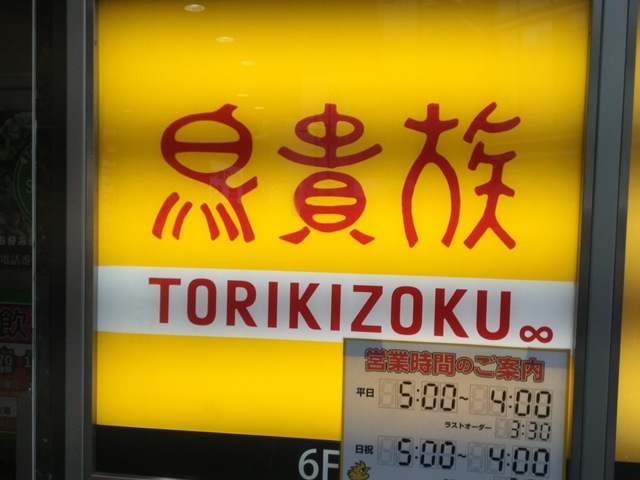 鳥貴族
TORIKIZOKU∞
営業時間のご案内
平日 5:00~4:00
ラストオーダー 3:30
日祝 5:00~4:00
6F